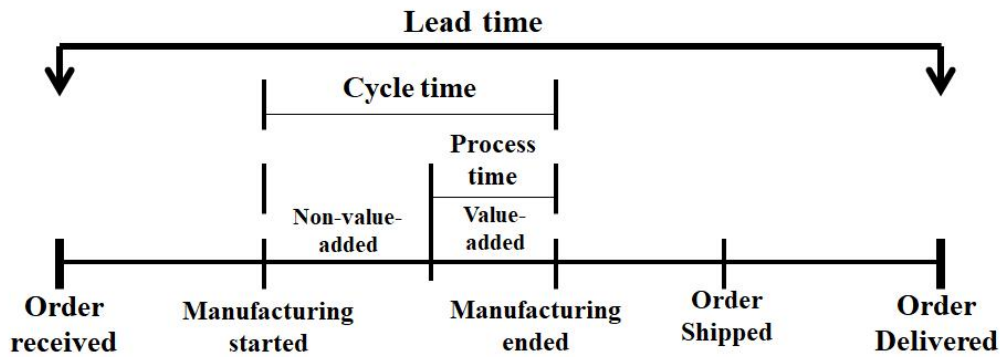 Lead time
Cycle time
Process
time
Non-value-
added
Value-
added
Order
received
Manufacturing
started
Manufacturing
ended
Order
Shipped
Order
Delivered